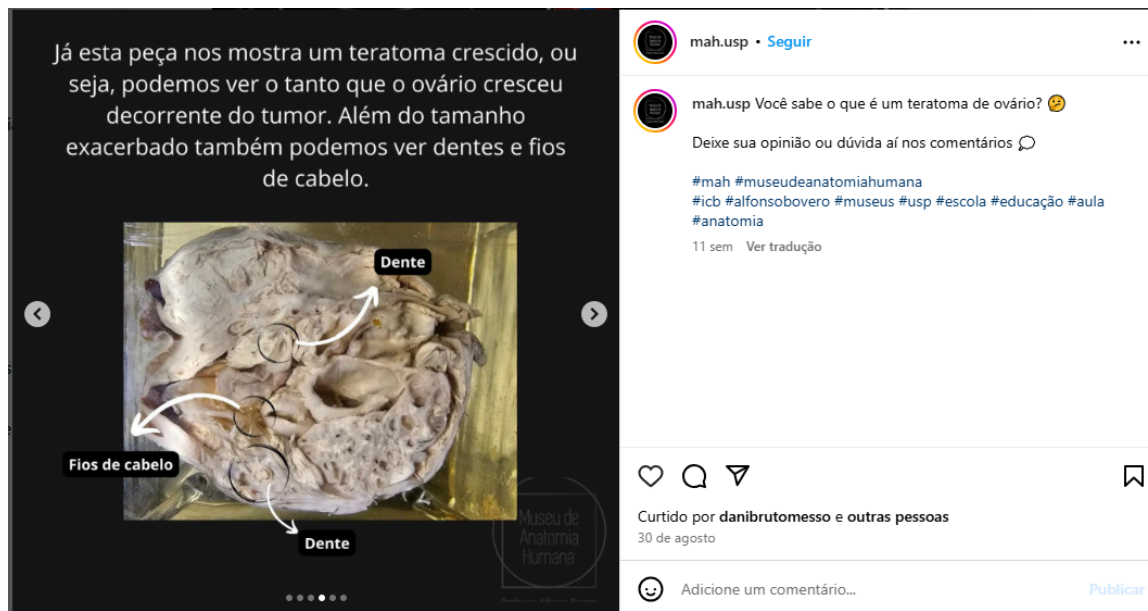 Já esta peça nos mostra um teratoma crescido, ou
seja, podemos ver o tanto que o ovário cresceu
decorrente do tumor. Além do tamanho
exacerbado também podemos ver dentes e fios
de cabelo.
Dente
Fios de cabelo
Dente
Museu de
Anatomia
Humana
mah.usp • Seguir
mah.usp Você sabe o que é um teratoma de ovário? 🤔
Deixe sua opinião ou dúvida aí nos comentários 💭
#mah #museudeanatomiahumana
#icb #alfonsobovero #museus #usp #escola #educação #aula
#anatomia
11 sem Ver tradução
Curtido por danibrutomesso e outras pessoas
30 de agosto
Adicione um comentário...
Publicar